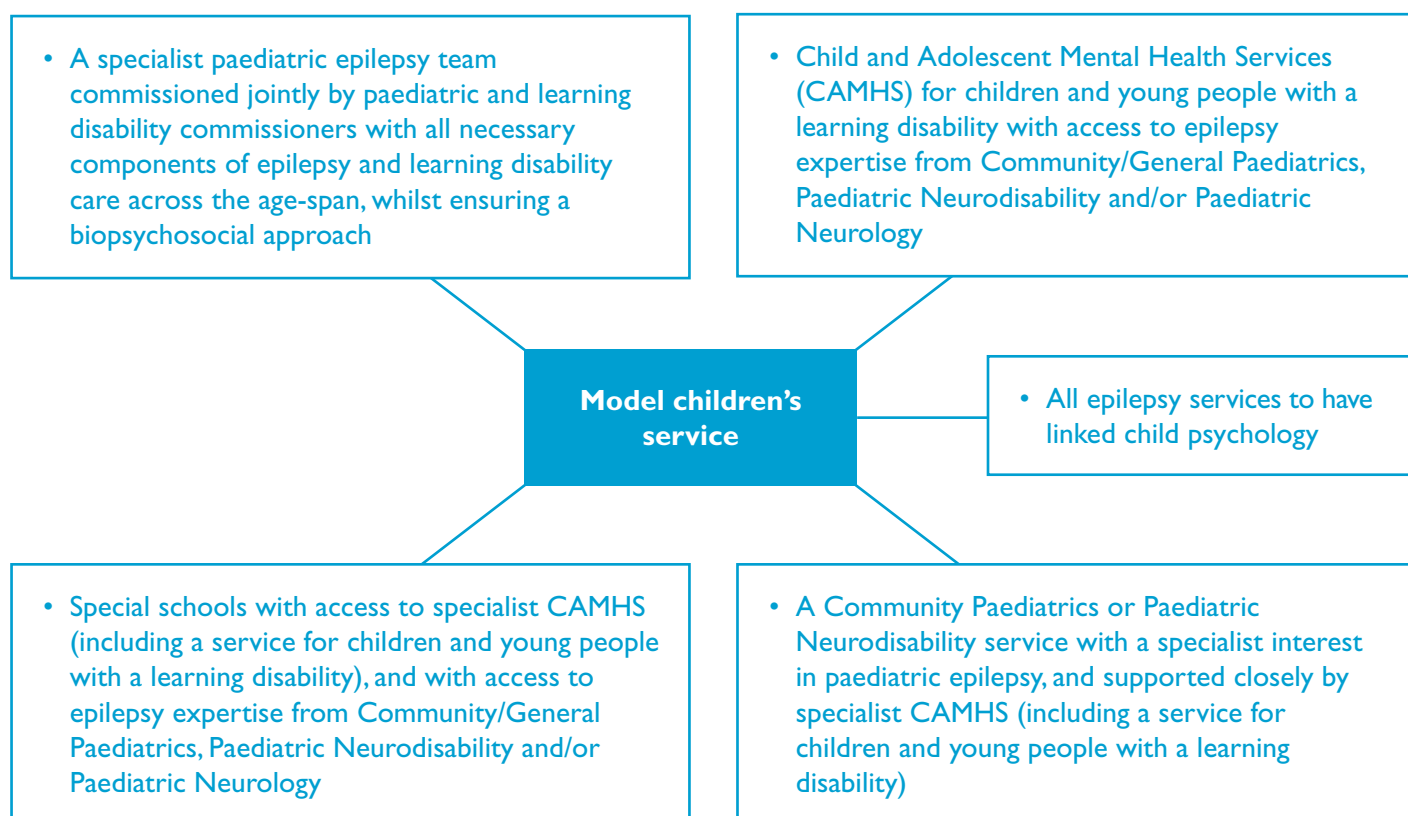 • A specialist paediatric epilepsy team
commissioned jointly by paediatric and learning
disability commissioners with all necessary
components of epilepsy and learning disability
care across the age-span, whilst ensuring a
biopsychosocial approach
• Child and Adolescent Mental Health Services
(CAMHS) for children and young people with a
learning disability with access to epilepsy
expertise from Community/General Paediatrics,
Paediatric Neurodisability and/or Paediatric
Neurology
Model children’s
service
• All epilepsy services to have
linked child psychology
• Special schools with access to specialist CAMHS
(including a service for children and young people
with a learning disability), and with access to
epilepsy expertise from Community/General
Paediatrics, Paediatric Neurodisability and/or
Paediatric Neurology
• A Community Paediatrics or Paediatric
Neurodisability service with a specialist interest
in paediatric epilepsy, and supported closely by
specialist CAMHS (including a service for
children and young people with a learning
disability)